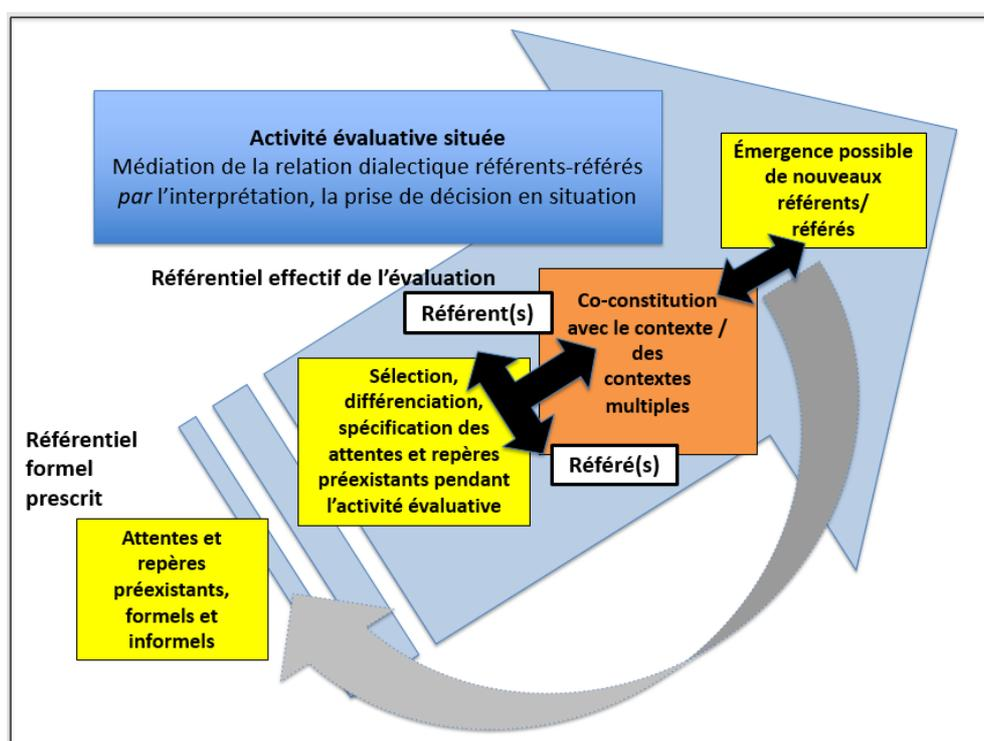 Activité évaluative située
Médiation de la relation dialectique référents-référés
par l'interprétation, la prise de décision en situation
Émergence possible
de nouveaux
référents/
référés
Référentiel effectif de l'évaluation
Référent(s)
Co-constitution
avec le contexte /
des
contextes
multiples
Sélection,
différenciation,
spécification des
attentes et repères
préexistants pendant
l'activité évaluative
Référé(s)
Référentiel
formel
prescrit
Attentes et
repères
préexistants,
formels et
informels